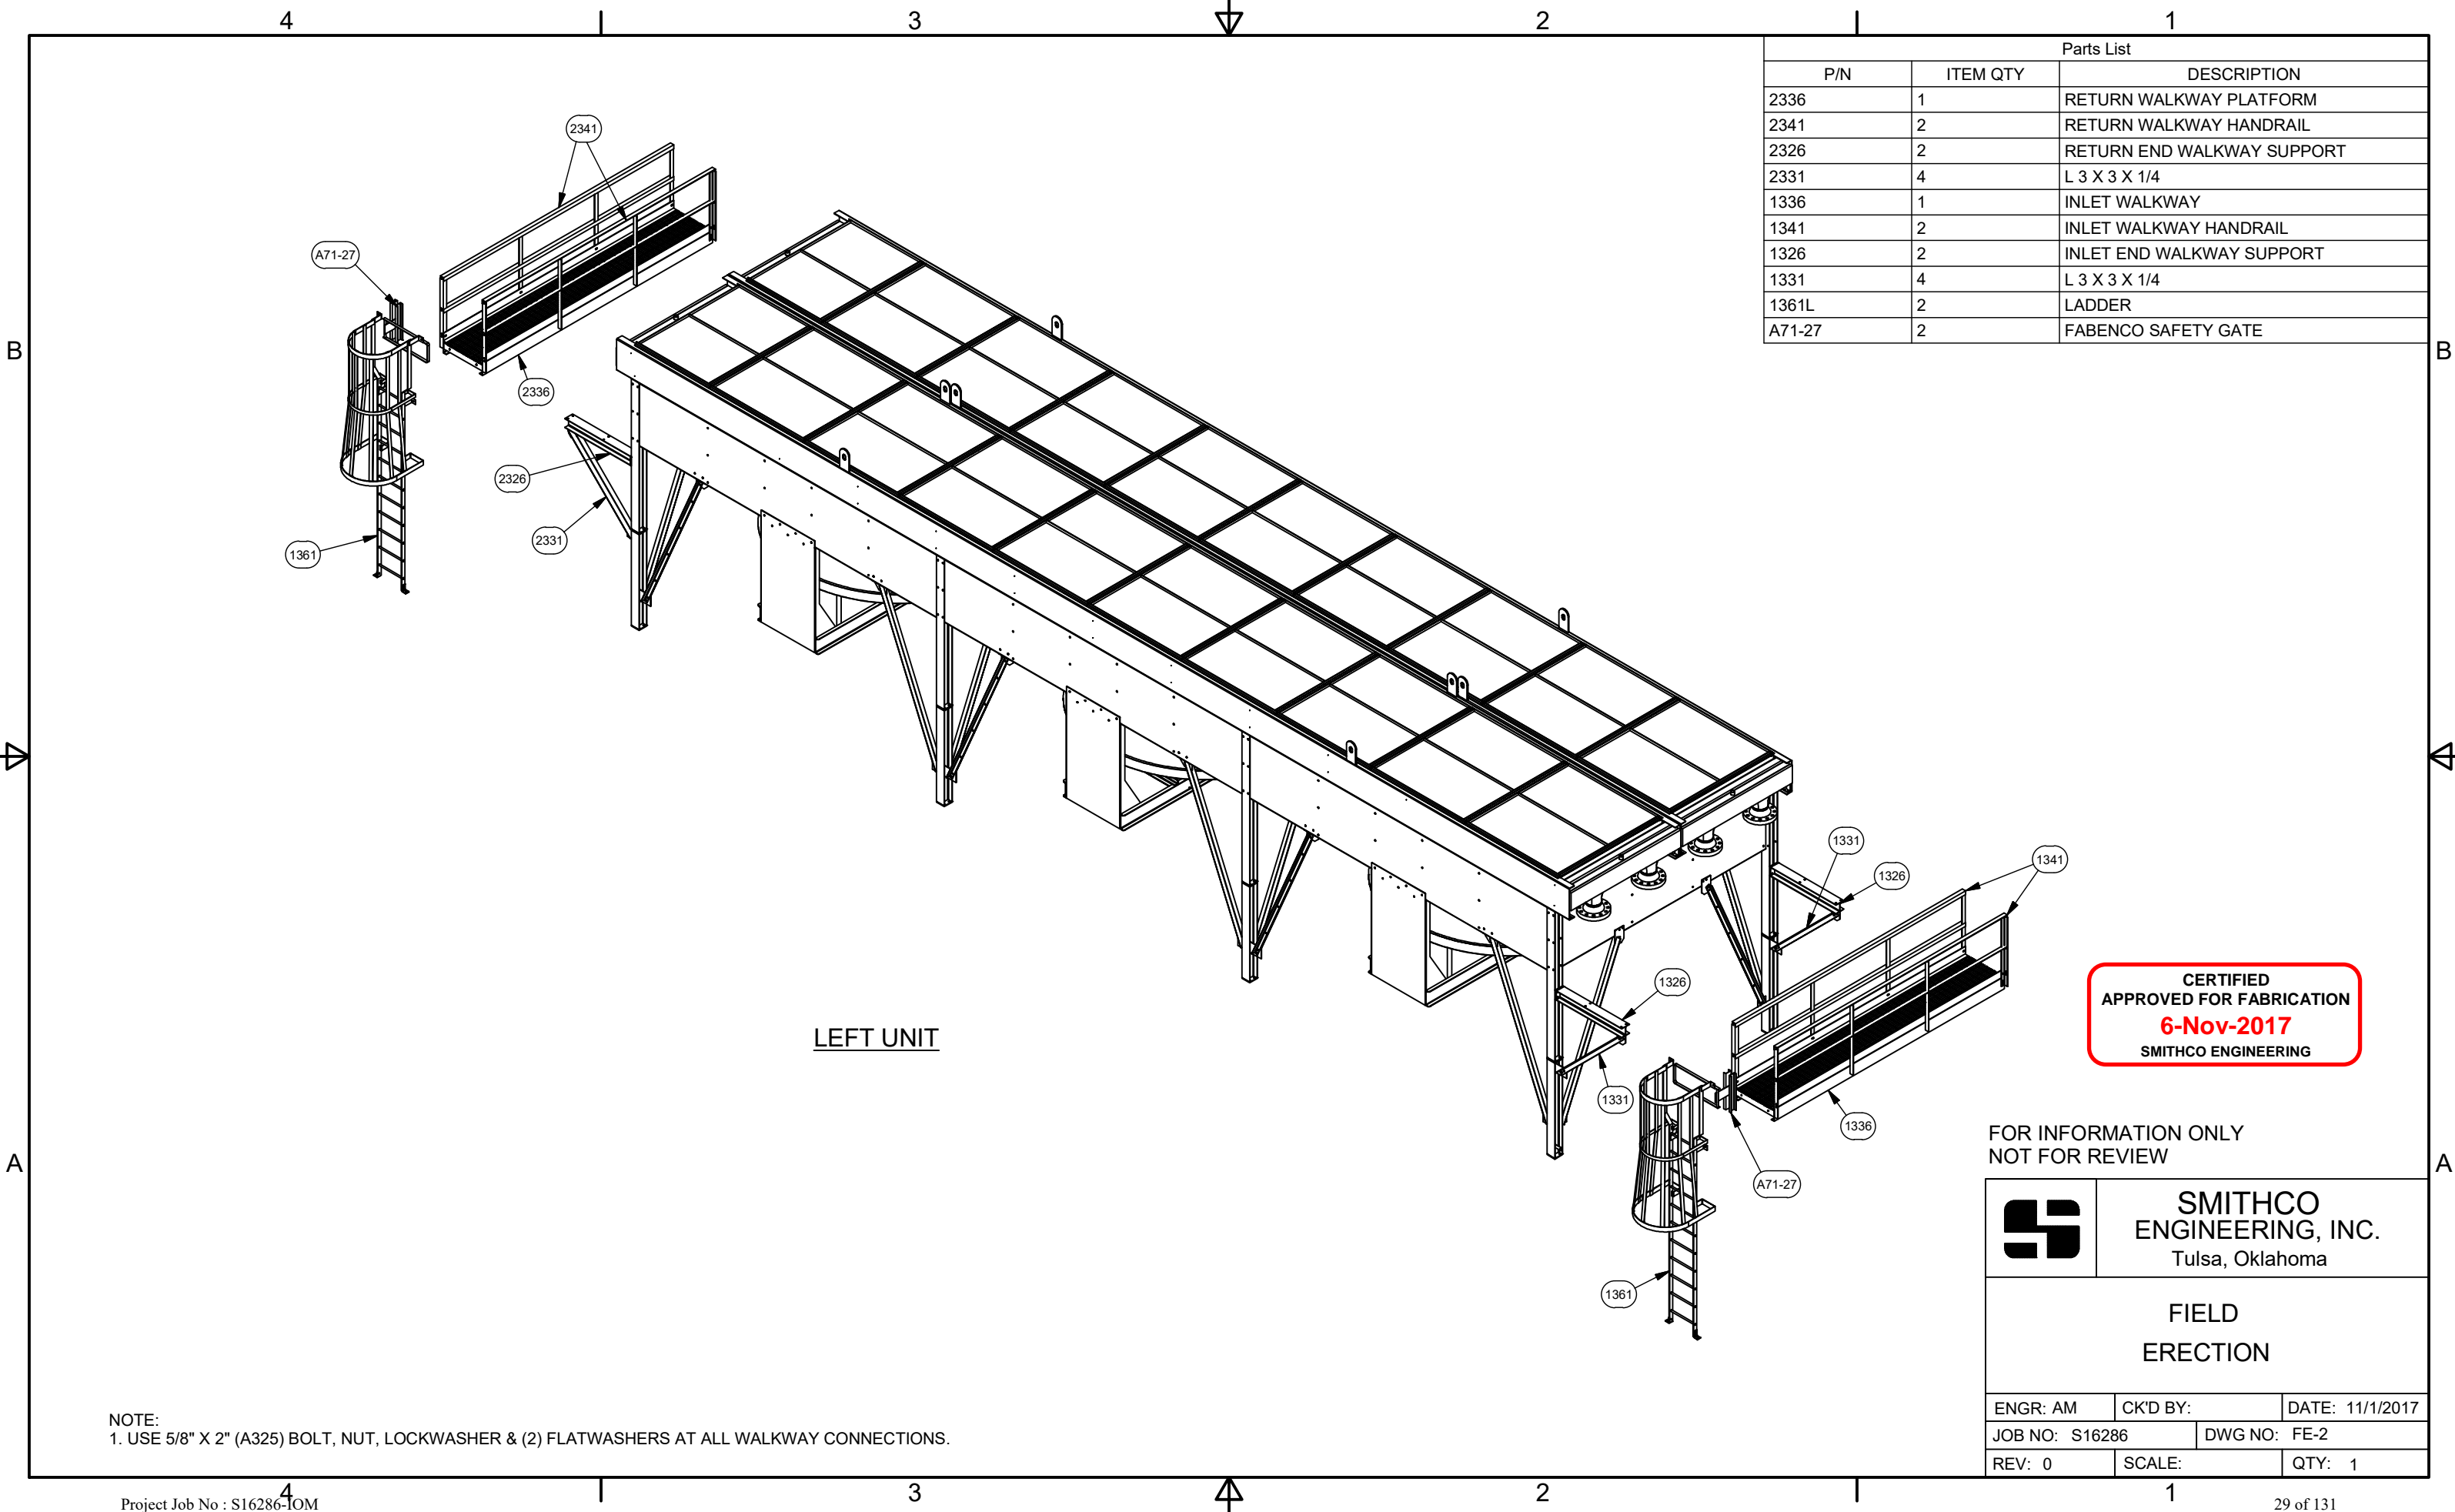 4 3 2 1
Parts List
P/N ITEM QTY DESCRIPTION
2336 1 RETURN WALKWAY PLATFORM
2341 2 RETURN WALKWAY HANDRAIL
2326 2 RETURN END WALKWAY SUPPORT
2331 4 L 3 X 3 X 1/4
1336 1 INLET WALKWAY
1341 2 INLET WALKWAY HANDRAIL
1326 2 INLET END WALKWAY SUPPORT
1331 4 L 3 X 3 X 1/4
1361L 2 LADDER
A71-27 2 FABENCO SAFETY GATE
2341
A71-27
B B
2336
2326
2331
1361
1331
1341
1326
1326
1331
1336
A71-27
1361
LEFT UNIT
CERTIFIED
APPROVED FOR FABRICATION
6-Nov-2017
SMITHCO ENGINEERING
FOR INFORMATION ONLY
NOT FOR REVIEW
A A
SMITHCO
ENGINEERING, INC.
Tulsa, Oklahoma
FIELD
ERECTION
ENGR: AM CK'D BY: DATE: 11/1/2017
JOB NO: S16286 DWG NO: FE-2
REV: 0 SCALE: QTY: 1
NOTE:
1. USE 5/8" X 2" (A325) BOLT, NUT, LOCKWASHER & (2) FLATWASHERS AT ALL WALKWAY CONNECTIONS.
4 3 2 1
Project Job No : S16286-IOM
29 of 131